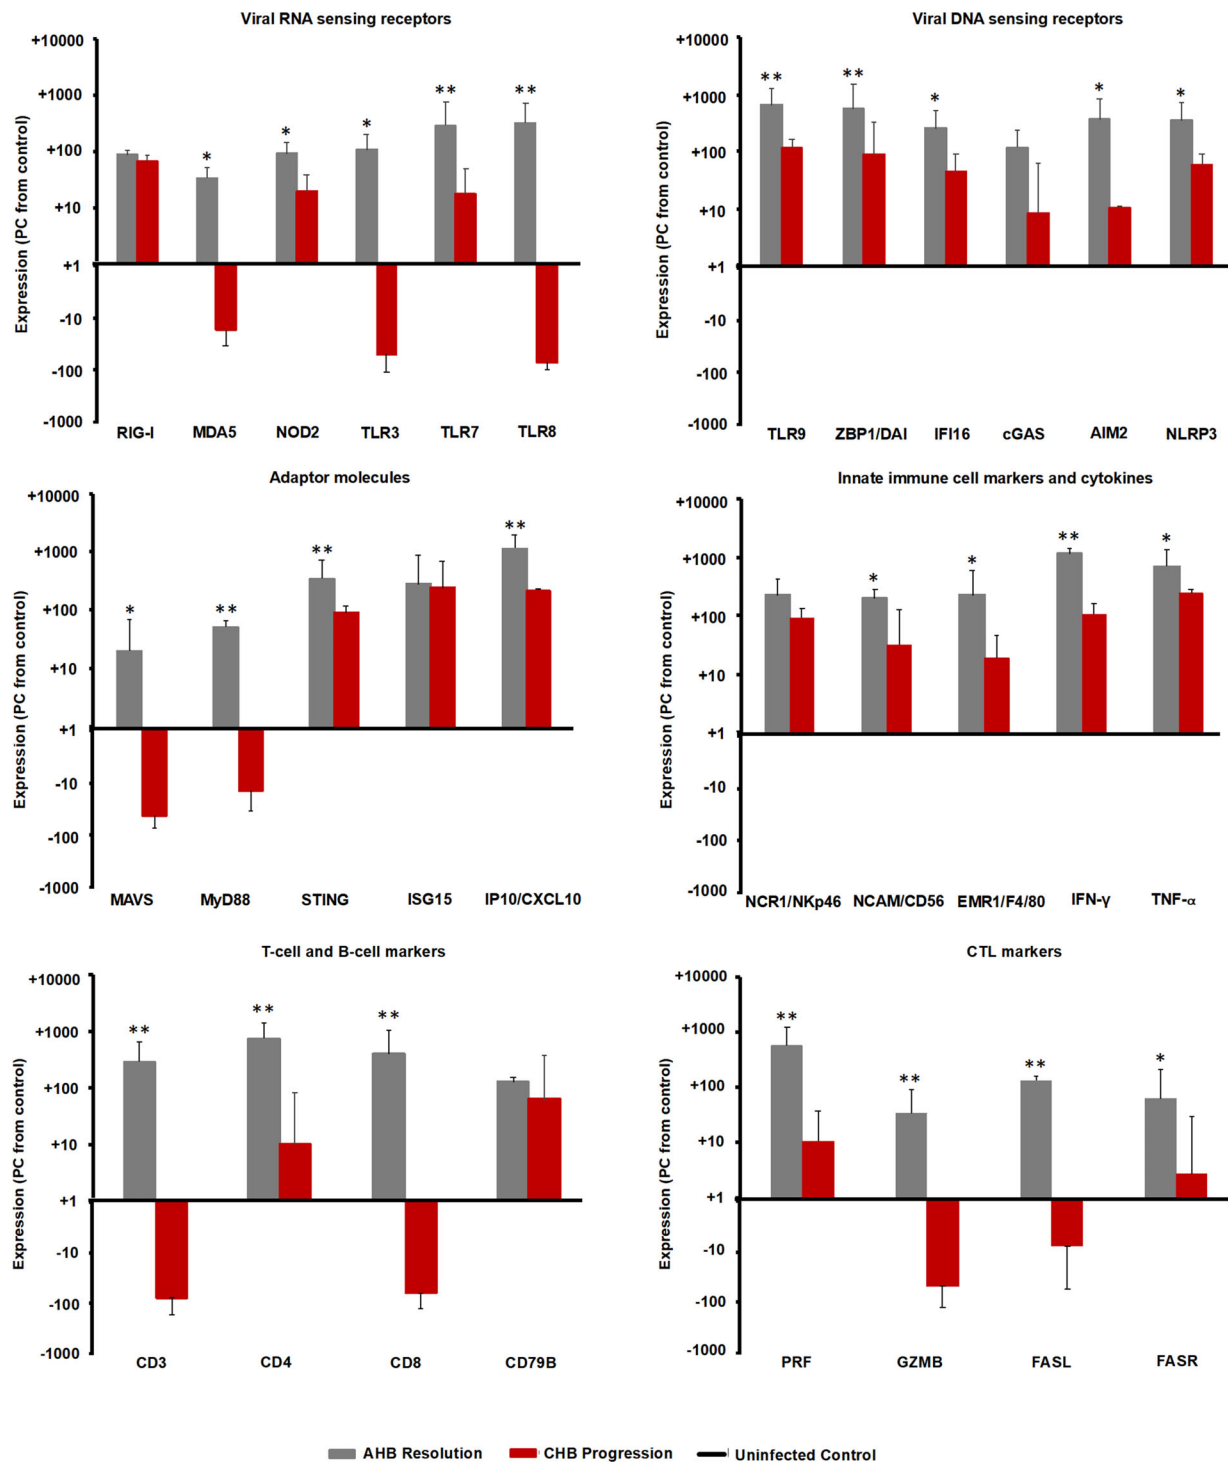 Viral RNA sensing receptors
Expression (PC from control)
+10000
+1000
+100
+10
+1
-10
-100
-1000
* * * ** **
RIG-I MDA5 NOD2 TLR3 TLR7 TLR8
Viral DNA sensing receptors
Expression (PC from control)
+10000
+1000
+100
+10
+1
-10
-100
-1000
** ** * * *
TLR9 ZBP1/DAI IFI16 cGAS AIM2 NLRP3
Adaptor molecules
Expression (PC from control)
+10000
+1000
+100
+10
+1
-10
-100
-1000
* ** ** **
MAVS MyD88 STING ISG15 IP10/CXCL10
Innate immune cell markers and cytokines
Expression (PC from control)
+10000
+1000
+100
+10
+1
-10
-100
-1000
* * ** *
NCR1/NKp46 NCAM/CD56 EMR1/F4/80 IFN-γ TNF-α
T-cell and B-cell markers
Expression (PC from control)
+10000
+1000
+100
+10
+1
-10
-100
-1000
** ** **
CD3 CD4 CD8 CD79B
CTL markers
Expression (PC from control)
+10000
+1000
+100
+10
+1
-10
-100
-1000
** ** ** *
PRF GZMB FASL FASR
AHB Resolution CHB Progression Uninfected Control